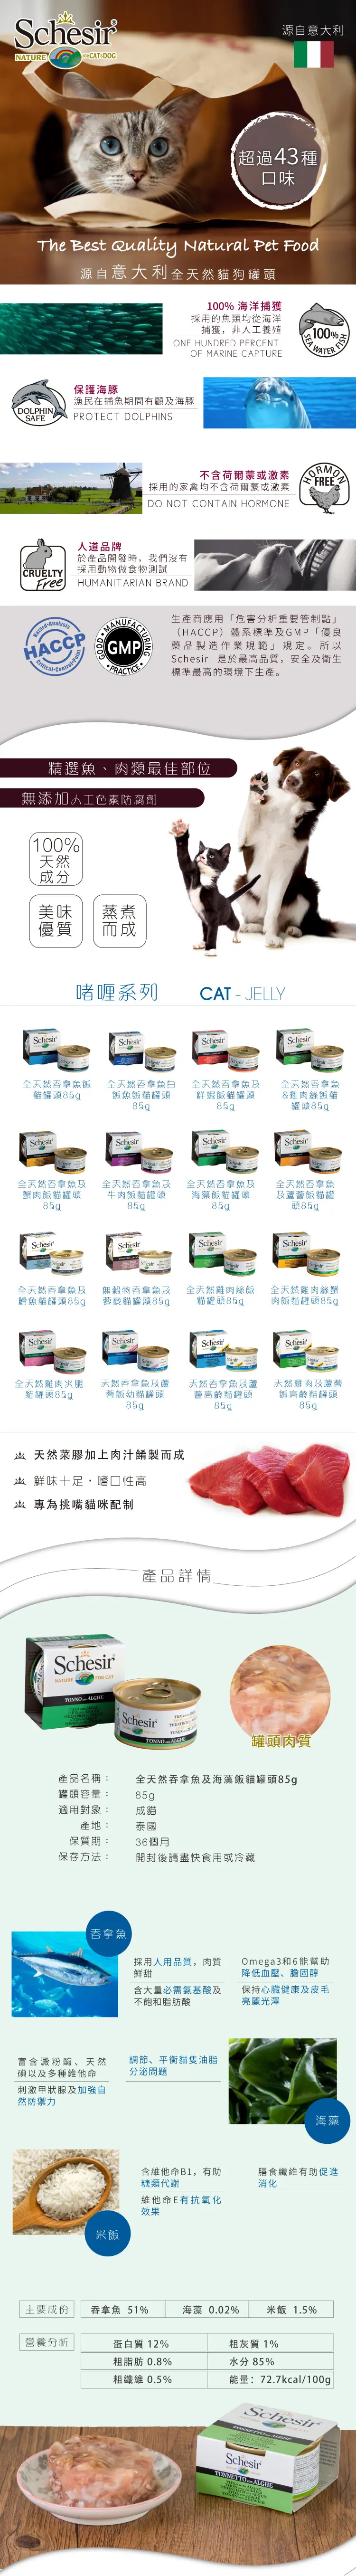 Schesir®
NATURE FOR CAT&DOG
源自意大利
超過43種
口味
The Best Quality Natural Pet Food
源自意大利全天然貓狗罐頭
100% 海洋捕獲
採用的魚類均從海洋
捕獲，非人工養殖
ONE HUNDRED PERCENT
OF MARINE CAPTURE
100%
SEA WATER FISH
DOLPHIN
SAFE
保護海豚
漁民在捕魚期間有顧及海豚
PROTECT DOLPHINS
不含荷爾蒙或激素
採用的家禽均不含荷爾蒙或激素
DO NOT CONTAIN HORMONE
HORMON
FREE
CRUELTY
Free
人道品牌
於產品開發時，我們沒有
採用動物做食物測試
HUMANITARIAN BRAND
Hazard-Analysis
HACCP
Critical-Control-Point
GOOD MANUFACTURING
GMP
PRACTICE
生產商應用「危害分析重要管制點」
（HACCP）體系標準及GMP「優良
藥品製造作業規範」規定。所以
Schesir 是於最高品質，安全及衛生
標準最高的環境下生產。
精選魚、肉類最佳部位
無添加人工色素防腐劑
100%
天然
成分
美味
優質
蒸煮
而成
啫喱系列 CAT - JELLY
全天然吞拿魚飯
貓罐頭85g
全天然吞拿魚白
飯魚飯貓罐頭
85g
全天然吞拿魚及
鮮蝦飯貓罐頭
85g
全天然吞拿魚
&雞肉絲飯貓
罐頭85g
全天然吞拿魚及
蟹肉飯貓罐頭
85g
全天然吞拿魚及
牛肉飯貓罐頭
85g
全天然吞拿魚及
海藻飯貓罐頭
85g
全天然吞拿魚
及蘆薈飯貓罐
頭85g
全天然吞拿魚及
鯷魚貓罐頭85g
無穀物吞拿魚及
藜麥貓罐頭85g
全天然雞肉絲飯
貓罐頭85g
全天然雞肉絲蟹
肉飯貓罐頭85g
全天然雞肉火腿
貓罐頭85g
天然吞拿魚及蘆
薈飯幼貓罐頭
85g
天然吞拿魚及蘆
薈高齡貓罐頭
85g
天然雞肉及蘆薈
飯高齡貓罐頭
85g
天然菜膠加上肉汁餚製而成
鮮味十足・嗜口性高
專為挑嘴貓咪配制
產品詳情
Schesir
NATURE FOR CAT
TONNO CON ALGHE
Schesir
TONNO CON ALGHE
罐頭肉質
產品名稱： 全天然吞拿魚及海藻飯貓罐頭85g
罐頭容量： 85g
適用對象： 成貓
產地： 泰國
保質期： 36個月
保存方法： 開封後請盡快食用或冷藏
吞拿魚
採用人用品質，肉質
鮮甜
含大量必需氨基酸及
不飽和脂肪酸
Omega3和6能幫助
降低血壓、膽固醇
保持心臟健康及皮毛
亮麗光澤
富含澱粉酶、天然
碘以及多種維他命
刺激甲狀腺及加強自
然防禦力
調節、平衡貓隻油脂
分泌問題
海藻
米飯
含維他命B1，有助
糖類代謝
維他命E有抗氧化
效果
膳食纖維有助促進
消化
主要成份 吞拿魚 51% 海藻 0.02% 米飯 1.5%
營養分析 蛋白質 12% 粗灰質 1%
粗脂肪 0.8% 水分 85%
粗纖維 0.5% 能量：72.7kcal/100g
Schesir
TONNETTO CON ALGHE